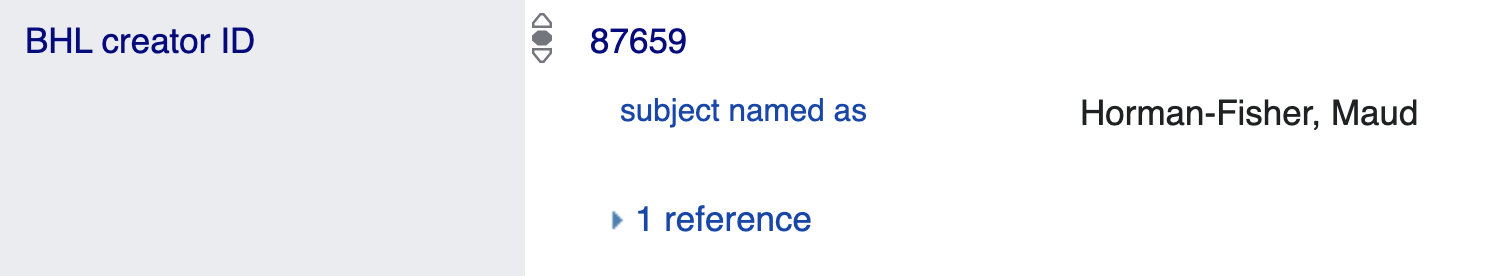 BHL creator ID
87659
subject named as
Horman-Fisher, Maud
1 reference